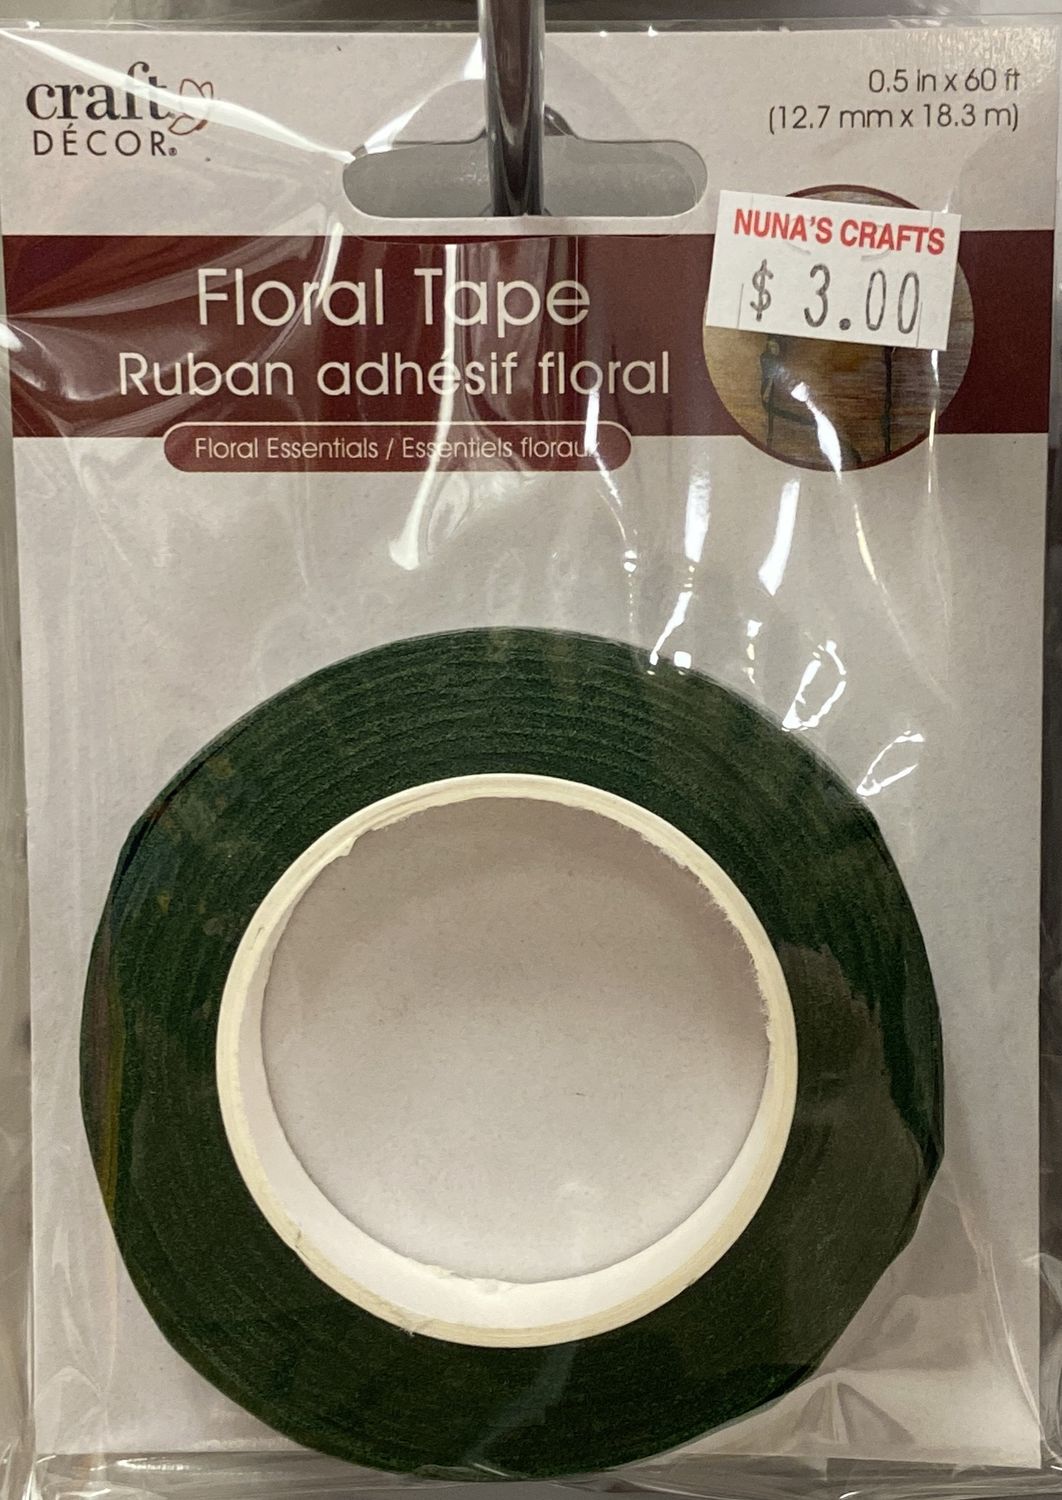 craft
DÉCOR®
0.5 in x 60 ft
(12.7 mm x 18.3 m)
NUNA'S CRAFTS
$ 3.00
Floral Tape
Ruban adhésif floral
Floral Essentials / Essentiels floraux